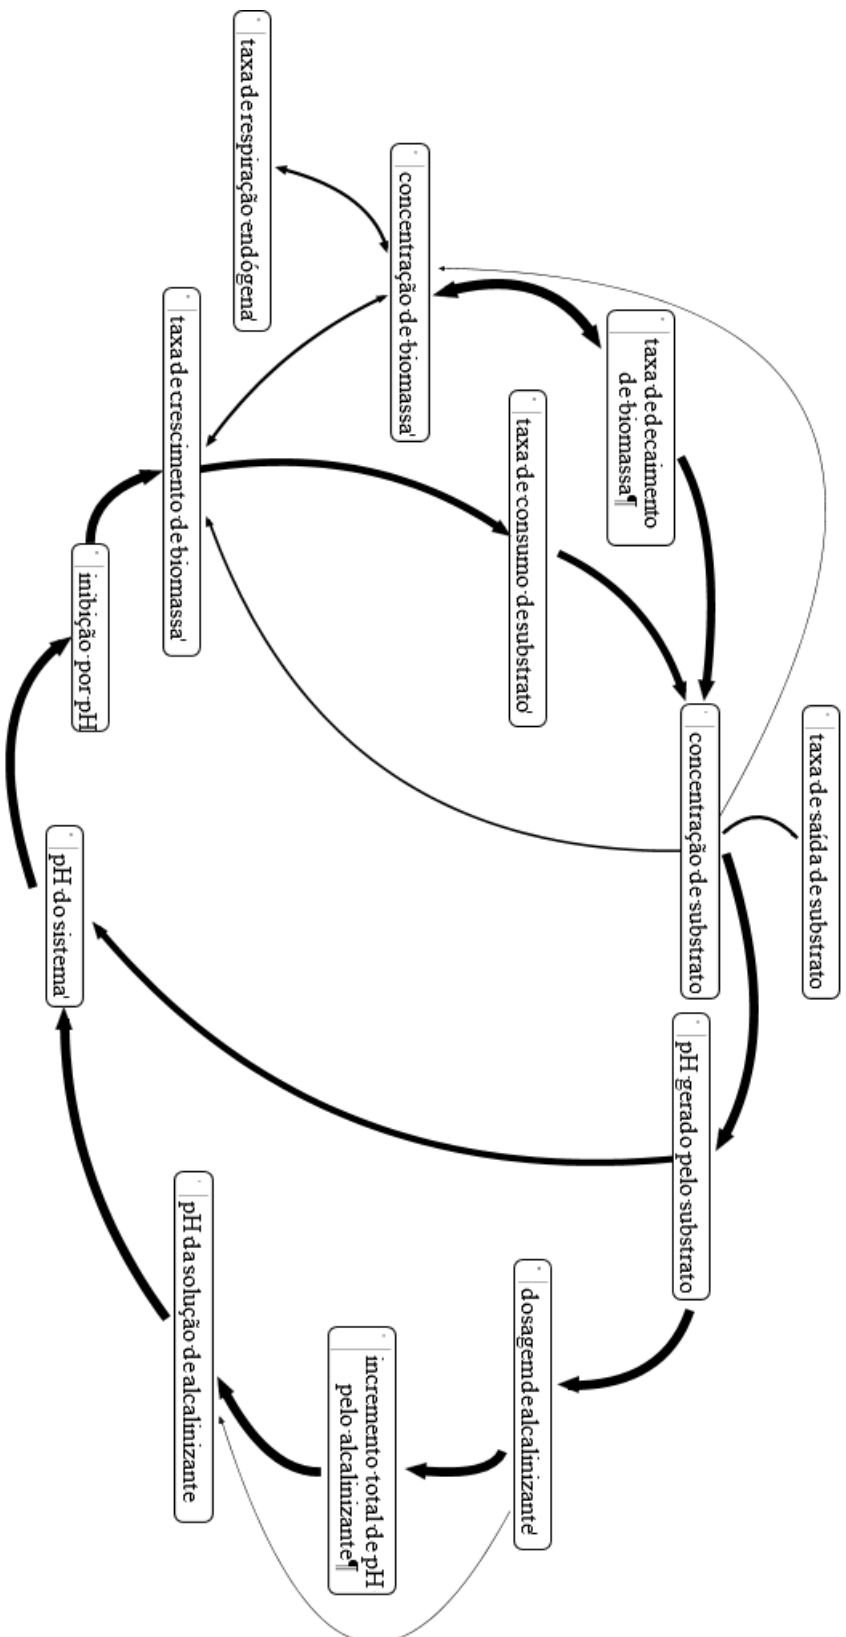 taxa de saída de substrato
taxa de decaimento
de biomassa¶
concentração de substrato
pH gerado pelo substrato
taxa de consumo de substrato'
dosagem de alcalinizante'
concentração de biomassa'
incremento total de pH
pelo alcalinizante¶
taxa de respiração endógena'
taxa de crescimento de biomassa'
pH da solução de alcalinizante
inibição por pH
pH do sistema'